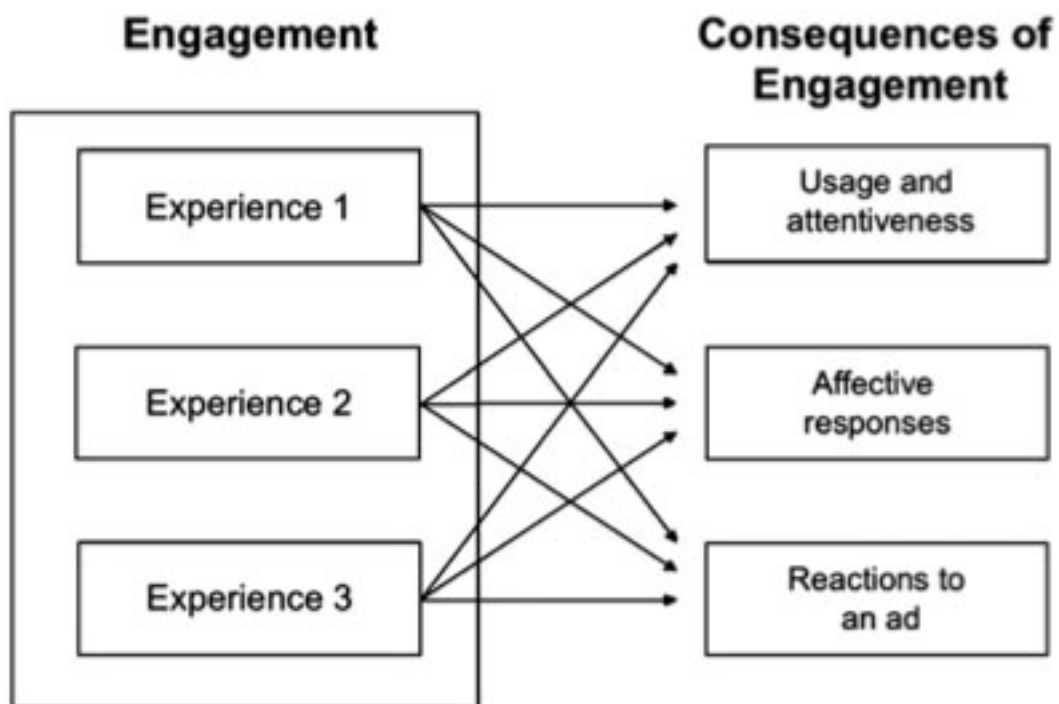 Engagement
Consequences of
Engagement
Experience 1
Usage and
attentiveness
Experience 2
Affective
responses
Experience 3
Reactions to
an ad